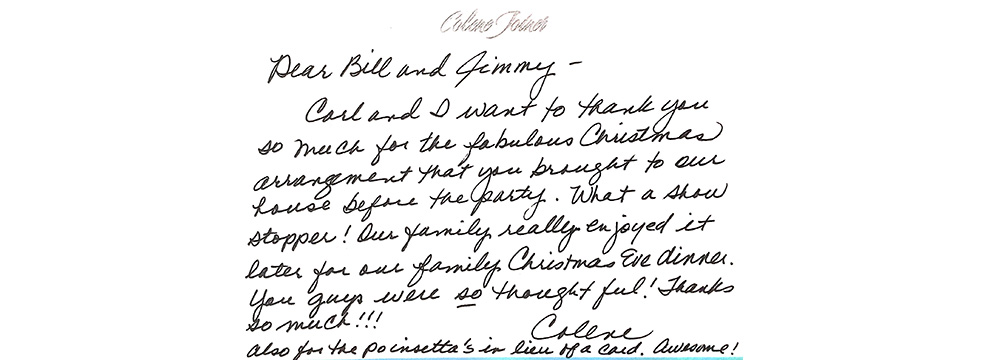 Colene Joiner
Dear Bill and Jimmy -
Carl and I want to thank you
so much for the fabulous Christmas
arrangement that you brought to our
house before the party. What a show
stopper! Our family really enjoyed it
later for our family Christmas Eve dinner.
You guys were so thoughtful! Thanks
so much!!!
Colene
also for the poinsetta's in lieu of a card. Awesome!